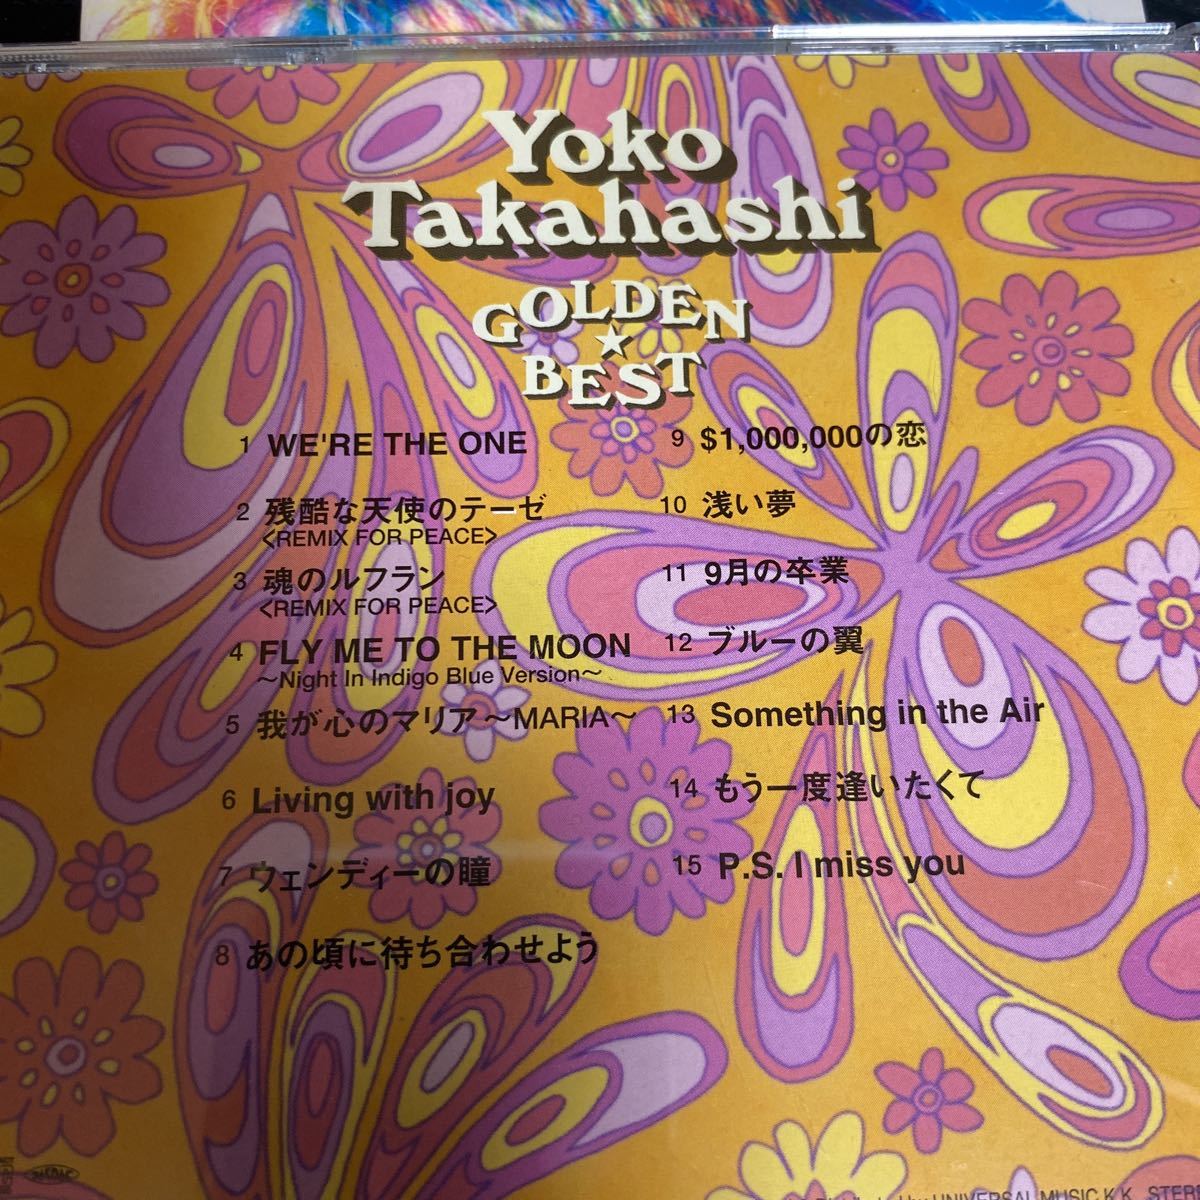 Yoko
Takahashi
GOLDEN
★
BEST
1 WE'RE THE ONE
2 残酷な天使のテーゼ
<REMIX FOR PEACE>
3 魂のルフラン
<REMIX FOR PEACE>
4 FLY ME TO THE MOON
～Night In Indigo Blue Version～
5 我が心のマリア ～MARIA～
6 Living with joy
7 ウェンディーの瞳
8 あの頃に待ち合わせよう
9 $1,000,000の恋
10 浅い夢
11 9月の卒業
12 ブルーの翼
13 Something in the Air
14 もう一度逢いたくて
15 P.S. I miss you
by UNIVERSAL MUSIC K.K.